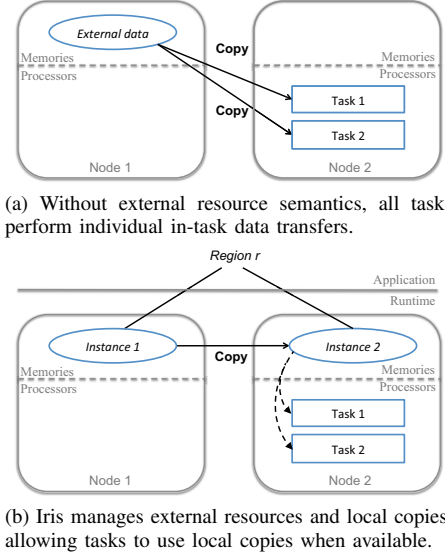 External data
Copy
Memories
Processors
Memories
Processors
Copy
Task 1
Task 2
Node 1
Node 2
(a) Without external resource semantics, all task
perform individual in-task data transfers.
Region r
Application
Runtime
Instance 1
Copy
Instance 2
Memories
Processors
Memories
Processors
Task 1
Task 2
Node 1
Node 2
(b) Iris manages external resources and local copies
allowing tasks to use local copies when available.